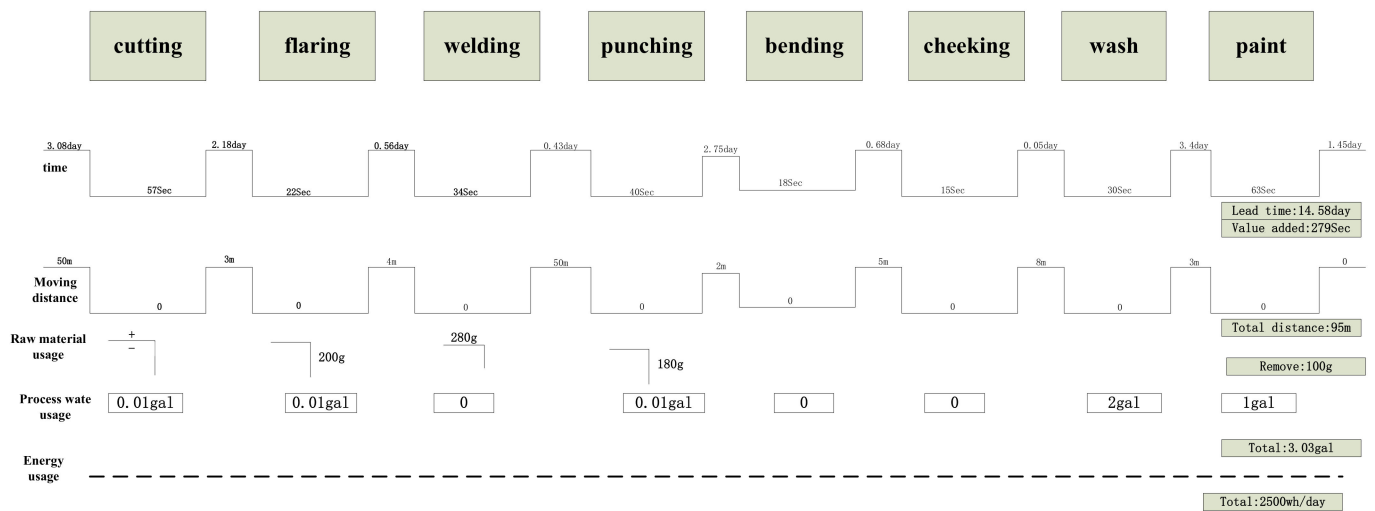 cutting
flaring
welding
punching
bending
cheeking
wash
paint
3.08day
2.18day
0.56day
0.43day
2.75day
0.68day
0.05day
3.4day
1.45day
time
57Sec
22Sec
34Sec
40Sec
18Sec
15Sec
30Sec
63Sec
Lead time:14.58day
Value added:279Sec
50m
3m
4m
50m
2m
5m
8m
3m
0
Moving
distance
0
0
0
0
0
0
0
0
Total distance:95m
Raw material
usage
+
−
200g
280g
180g
Remove:100g
Process wate
usage
0.01gal
0.01gal
0
0.01gal
0
0
2gal
1gal
Total:3.03gal
Energy
usage
Total:2500wh/day